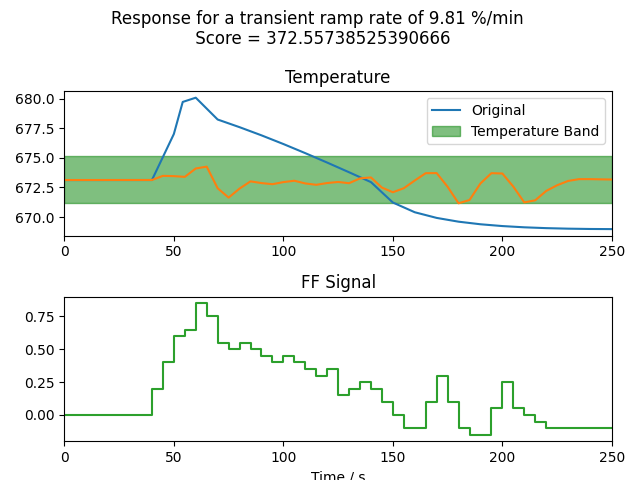 Response for a transient ramp rate of 9.81 %/min
Score = 372.55738525390666
Temperature
680.0
677.5
675.0
672.5
670.0
Original
Temperature Band
0 50 100 150 200 250
FF Signal
0.75
0.50
0.25
0.00
0 50 100 150 200 250
Time / s